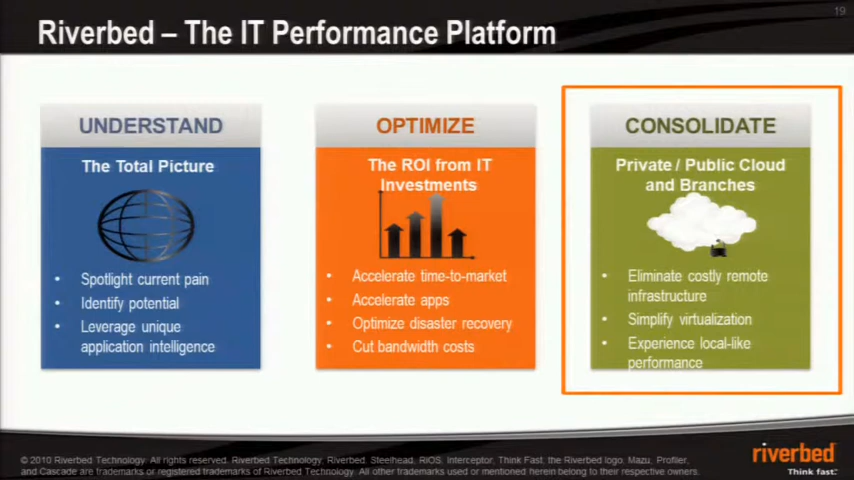 19
Riverbed – The IT Performance Platform
UNDERSTAND
The Total Picture
• Spotlight current pain
• Identify potential
• Leverage unique
application intelligence
OPTIMIZE
The ROI from IT
Investments
• Accelerate time-to-market
• Accelerate apps
• Optimize disaster recovery
• Cut bandwidth costs
CONSOLIDATE
Private / Public Cloud
and Branches
• Eliminate costly remote
infrastructure
• Simplify virtualization
• Experience local-like
performance
© 2010 Riverbed Technology. All rights reserved. Riverbed Technology, Riverbed, Steelhead, RiOS, Interceptor, Think Fast, the Riverbed logo, Mazu, Profiler,
and Cascade are trademarks or registered trademarks of Riverbed Technology. All other trademarks used or mentioned herein belong to their respective owners.
riverbed
Think fast.™